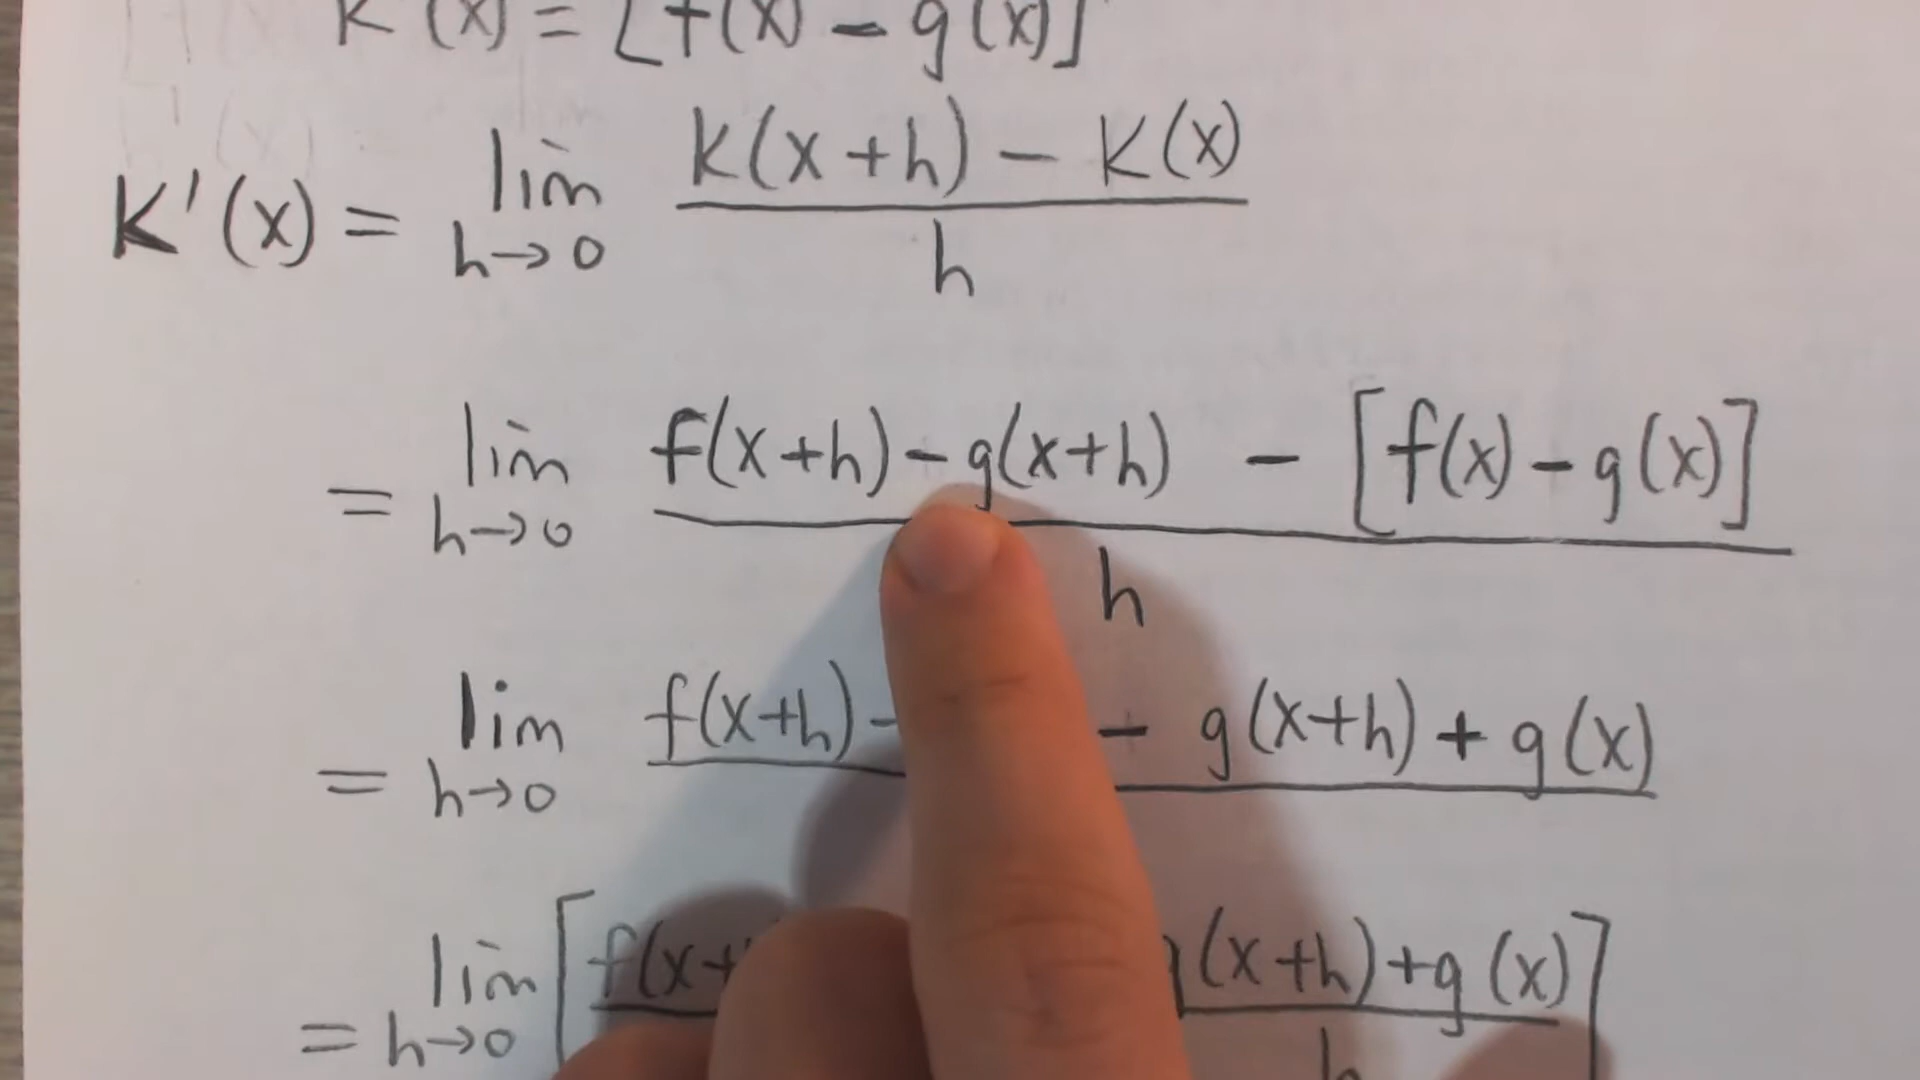 K'(x) = [f(x) - g(x)]'
K'(x) = lim h→0 K(x+h) - K(x) / h
= lim h→0 f(x+h) - g(x+h) - [f(x) - g(x)] / h
= lim h→0 f(x+h) - - g(x+h) + g(x)
= lim h→0 [ f(x+ (x+h) + g(x) ] h